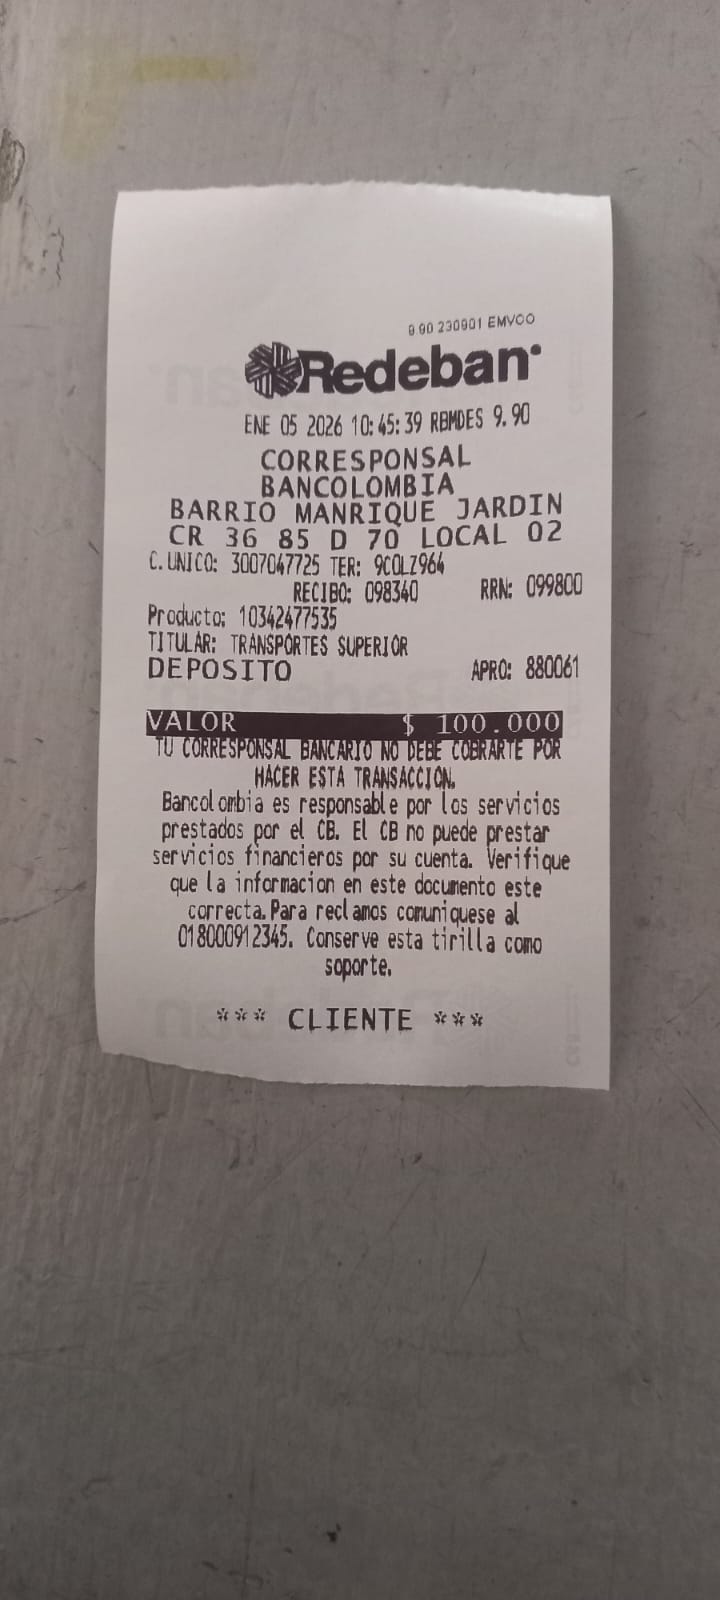 9.90 230901 EMVCO
Redeban
ENE 05 2026 10:45:39 RBMDES 9.90
CORRESPONSAL
BANCOLOMBIA
BARRIO MANRIQUE JARDIN
CR 36 85 D 70 LOCAL 02
C.UNICO: 3007047725 TER: 9COLZ964
RECIBO: 098340 RRN: 099800
Producto: 10342477535
TITULAR: TRANSPORTES SUPERIOR
DEPOSITO APRO: 880061
VALOR $ 100.000
TU CORRESPONSAL BANCARIO NO DEBE COBRARTE POR
HACER ESTA TRANSACCIÓN.
Bancolombia es responsable por los servicios
prestados por el CB. El CB no puede prestar
servicios financieros por su cuenta. Verifique
que la informacion en este documento este
correcta.Para reclamos comuniquese al
018000912345. Conserve esta tirilla como
soporte.
*** CLIENTE ***